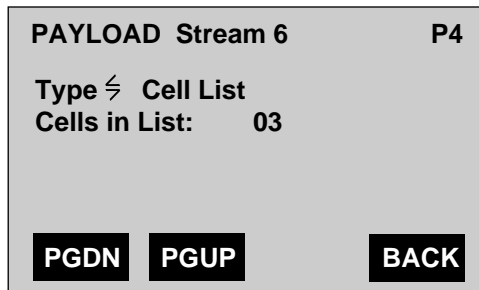 PAYLOAD Stream 6 P4
Type Cell List
Cells in List: 03
PGDN PGUP BACK